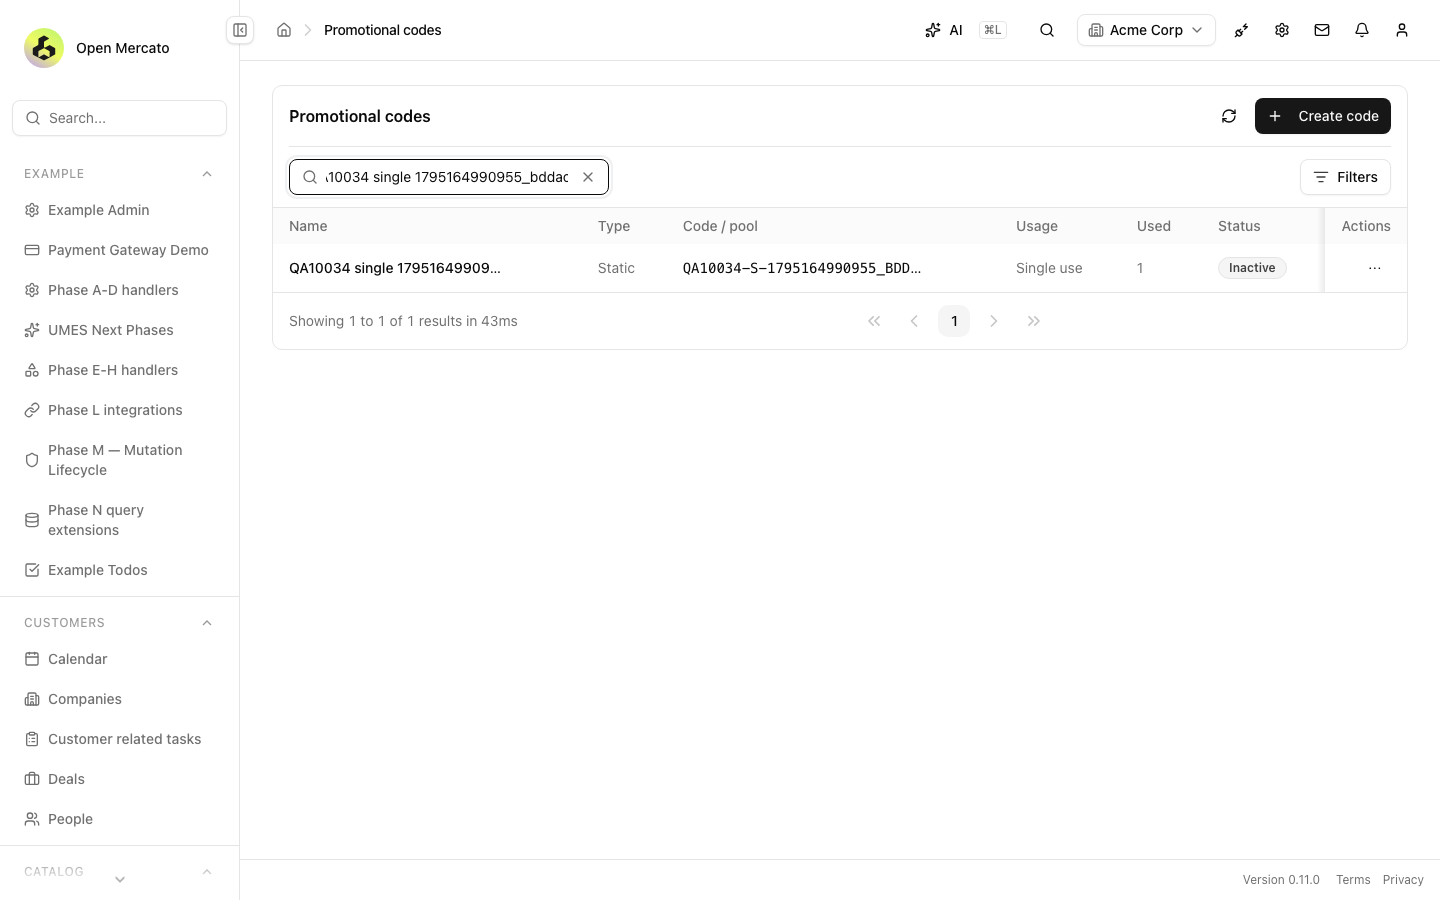 Open Mercato
Promotional codes
AI
⌘L
Acme Corp
Search...
EXAMPLE
Example Admin
Payment Gateway Demo
Phase A-D handlers
UMES Next Phases
Phase E-H handlers
Phase L integrations
Phase M — Mutation
Lifecycle
Phase N query
extensions
Example Todos
CUSTOMERS
Calendar
Companies
Customer related tasks
Deals
People
CATALOG
Promotional codes
Create code
10034 single 1795164990955_bddac
Filters
Name Type Code / pool Usage Used Status Actions
QA10034 single 17951649909... Static QA10034-S-1795164990955_BDD... Single use 1 Inactive ...
Showing 1 to 1 of 1 results in 43ms
1
Version 0.11.0 Terms Privacy